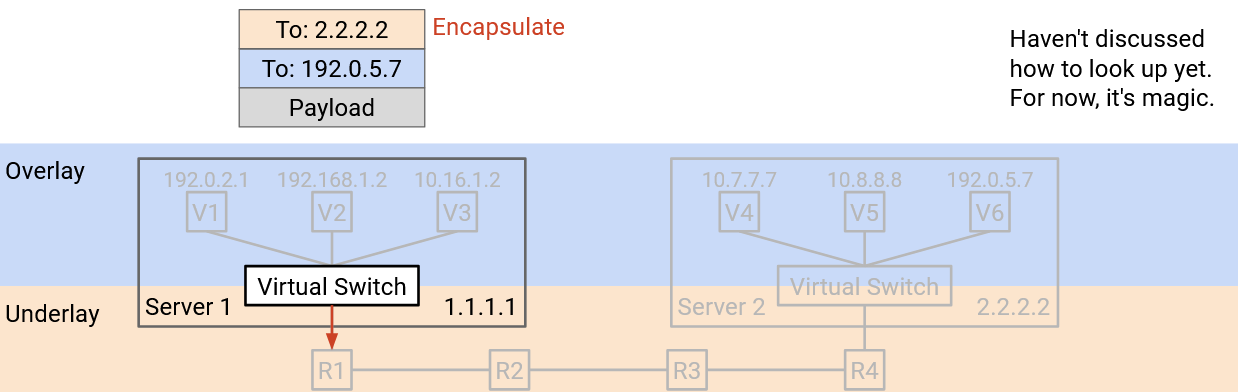 To: 2.2.2.2
Encapsulate
To: 192.0.5.7
Payload
Haven't discussed
how to look up yet.
For now, it's magic.
Overlay
192.0.2.1
192.168.1.2
10.16.1.2
V1
V2
V3
10.7.7.7
10.8.8.8
192.0.5.7
V4
V5
V6
Virtual Switch
Virtual Switch
Underlay
Server 1
1.1.1.1
Server 2
2.2.2.2
R1
R2
R3
R4